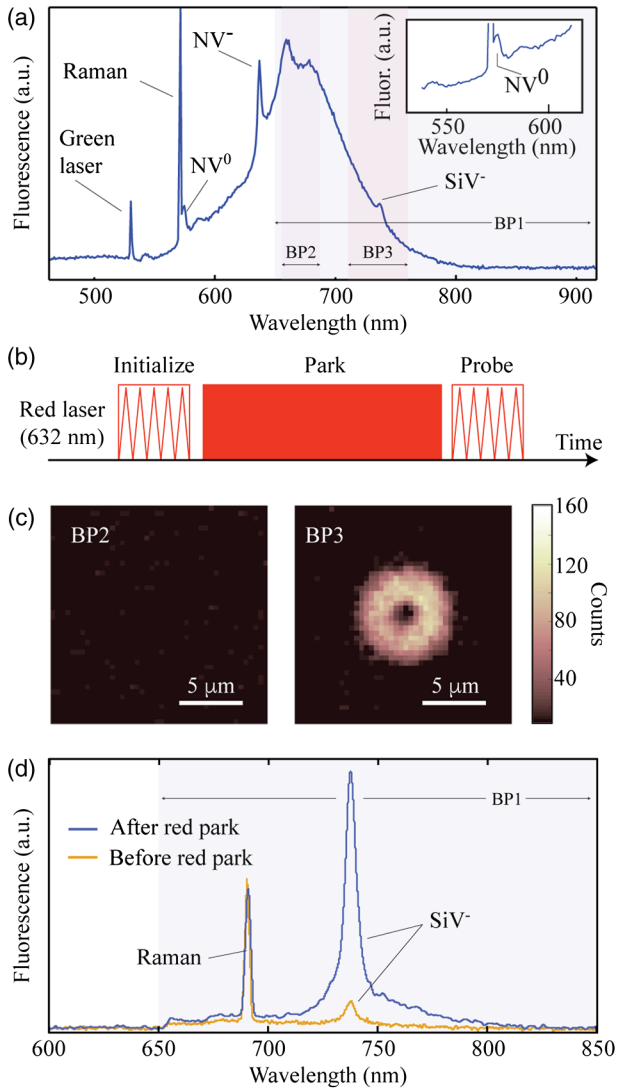 (a)
Fluorescence (a.u.)
Green
laser
Raman
NV⁰
NV⁻
SiV⁻
BP1
BP2
BP3
500
600
700
800
900
Wavelength (nm)
Fluor. (a.u.)
NV⁰
540
600
Wavelength (nm)
(b)
Initialize
Park
Probe
Red laser
(632 nm)
Time
(c)
BP2
5 μm
BP3
5 μm
160
120
80
40
Counts
(d)
Fluorescence (a.u.)
BP1
After red park
Before red park
Raman
SiV⁻
600
650
700
750
800
850
Wavelength (nm)